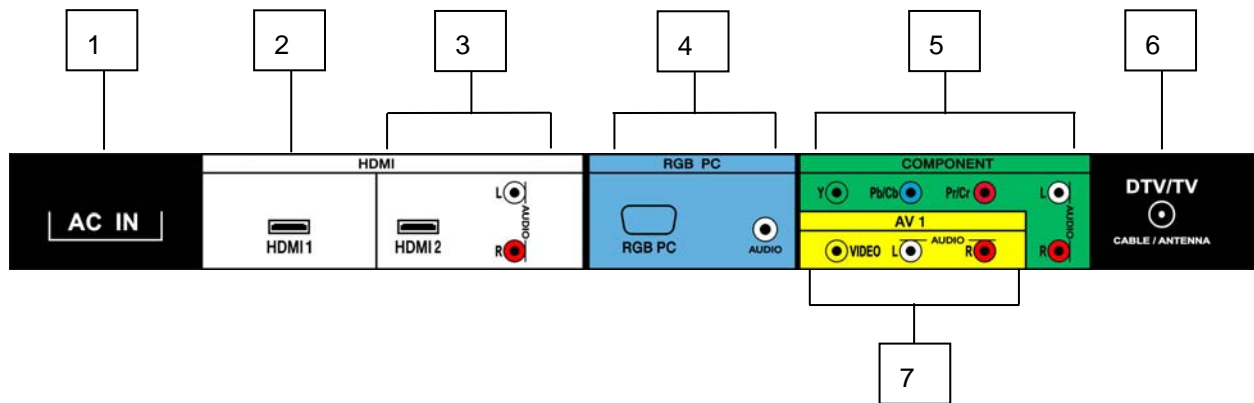 1 2 3 4 5 6
HDMI RGB PC COMPONENT
Y Pb/Cb Pr/Cr L
L
AUDIO
R
AC IN
HDMI 1 HDMI 2
RGB PC AUDIO
AV 1
VIDEO L AUDIO R
AUDIO
R
DTV/TV
CABLE / ANTENNA
7